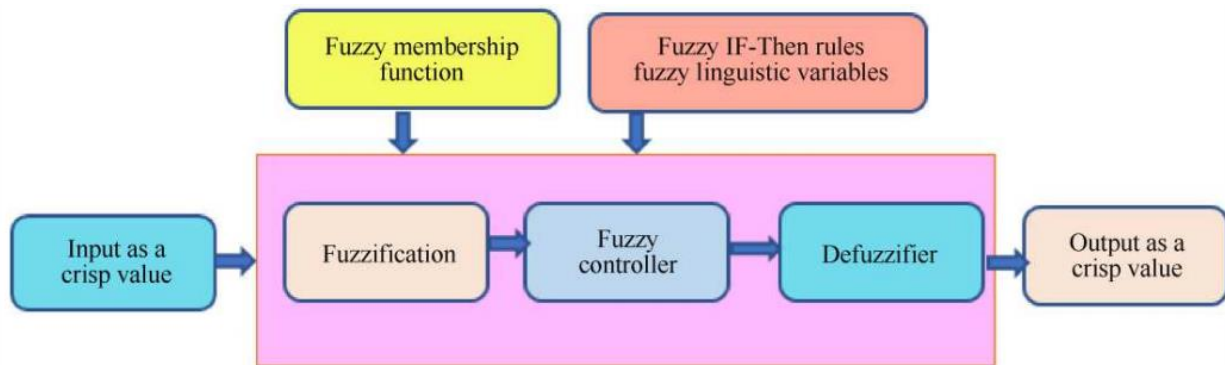 Fuzzy membership
function
Fuzzy IF-Then rules
fuzzy linguistic variables
Input as a
crisp value
Fuzzification
Fuzzy
controller
Defuzzifier
Output as a
crisp value